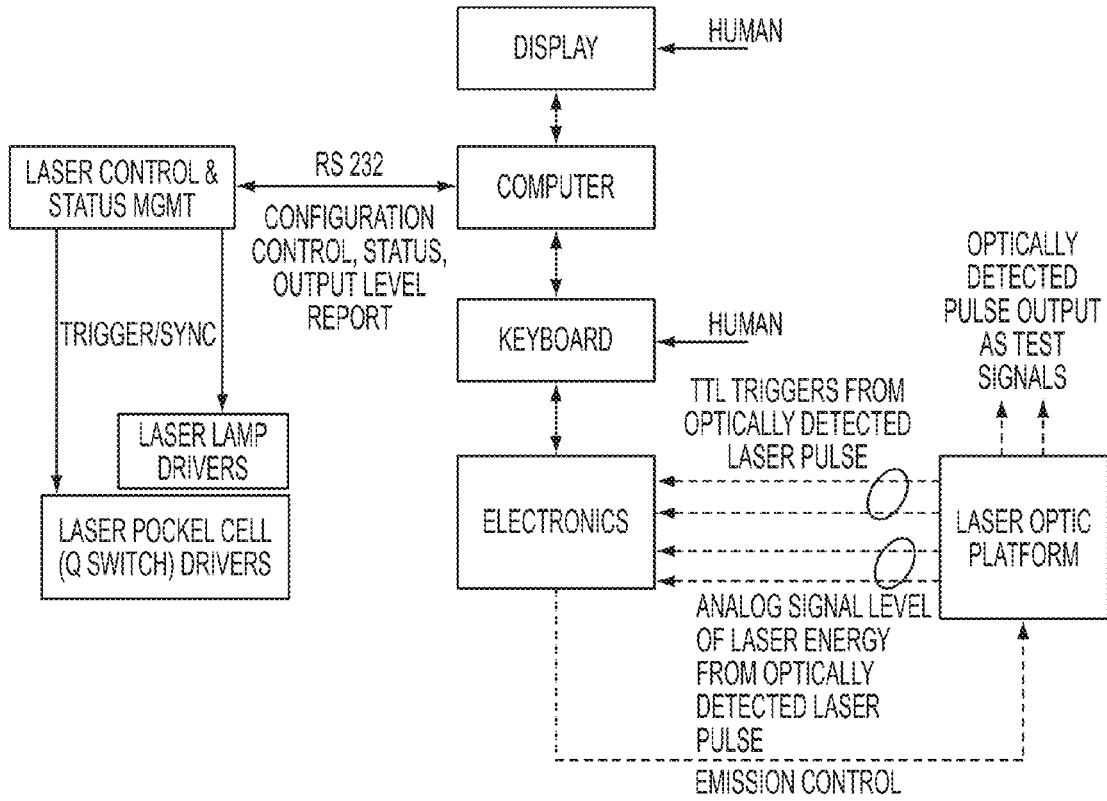 DISPLAY
HUMAN
LASER CONTROL &
STATUS MGMT
RS 232
COMPUTER
CONFIGURATION
CONTROL, STATUS,
OUTPUT LEVEL
REPORT
OPTICALLY
DETECTED
PULSE OUTPUT
AS TEST
SIGNALS
TRIGGER/SYNC
KEYBOARD
HUMAN
TTL TRIGGERS FROM
OPTICALLY DETECTED
LASER PULSE
LASER LAMP
DRIVERS
LASER POCKEL CELL
(Q SWITCH) DRIVERS
ELECTRONICS
LASER OPTIC
PLATFORM
ANALOG SIGNAL LEVEL
OF LASER ENERGY
FROM OPTICALLY
DETECTED LASER
PULSE
EMISSION CONTROL